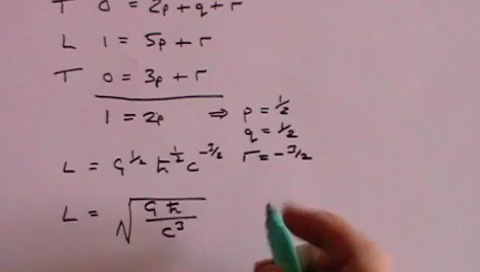 T 0 = 2p + q + r
L 1 = 5p + r
T 0 = 3p + r
1 = 2p ⇒ p = 1/2
q = 1/2
L = G^{1/2} ħ^{1/2} c^{-3/2} r = -3/2
L = √(G ħ / c³)